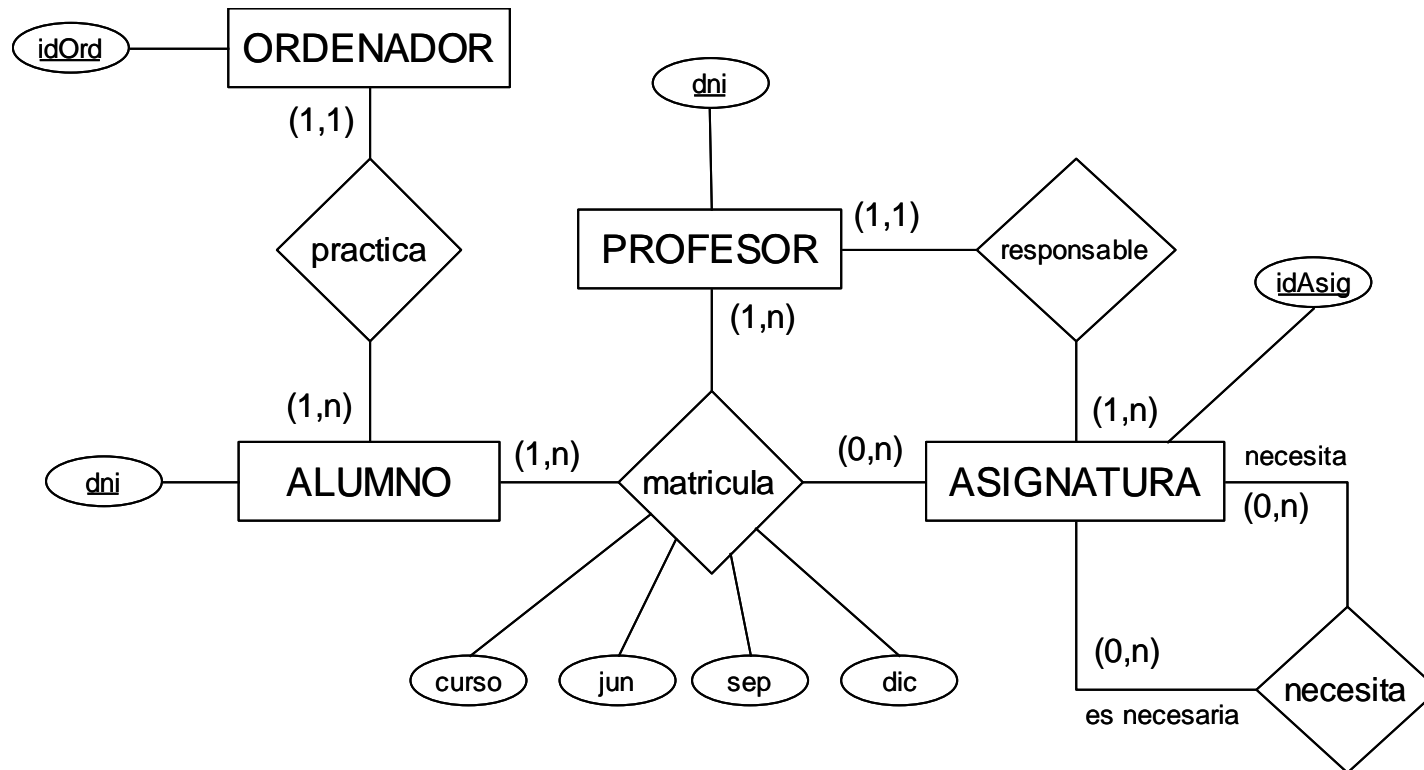 idOrd
ORDENADOR
(1,1)
dni
practica
PROFESOR
(1,1)
responsable
idAsig
(1,n)
(1,n)
(1,n)
dni
ALUMNO
(1,n)
matricula
(0,n)
ASIGNATURA
necesita
(0,n)
curso
jun
sep
dic
(0,n)
es necesaria
necesita